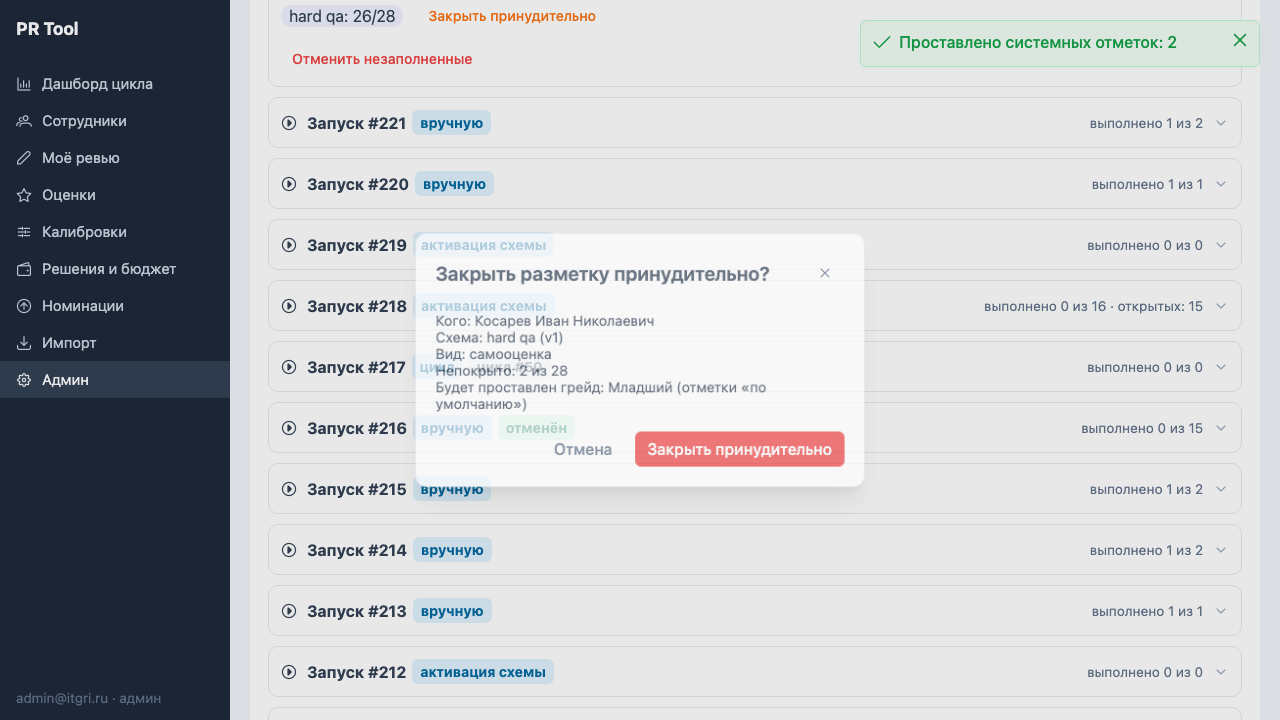 PR Tool
Дашборд цикла
Сотрудники
Моё ревью
Оценки
Калибровки
Решения и бюджет
Номинации
Импорт
Админ
admin@itgri.ru · админ
hard qa: 26/28
Закрыть принудительно
Отменить незаполненные
Проставлено системных отметок: 2
Запуск #221 вручную выполнено 1 из 2
Запуск #220 вручную выполнено 1 из 1
Запуск #219 активация схемы выполнено 0 из 0
Запуск #218 активация схемы выполнено 0 из 16 · открытых: 15
Запуск #217 цикл цикл #50 выполнено 0 из 0
Запуск #216 вручную отменён выполнено 0 из 15
Запуск #215 вручную выполнено 1 из 2
Запуск #214 вручную выполнено 1 из 2
Запуск #213 вручную выполнено 1 из 1
Запуск #212 активация схемы выполнено 0 из 0
Закрыть разметку принудительно?
Кого: Косарев Иван Николаевич
Схема: hard qa (v1)
Вид: самооценка
Непокрыто: 2 из 28
Будет проставлен грейд: Младший (отметки «по
умолчанию»)
Отмена
Закрыть принудительно